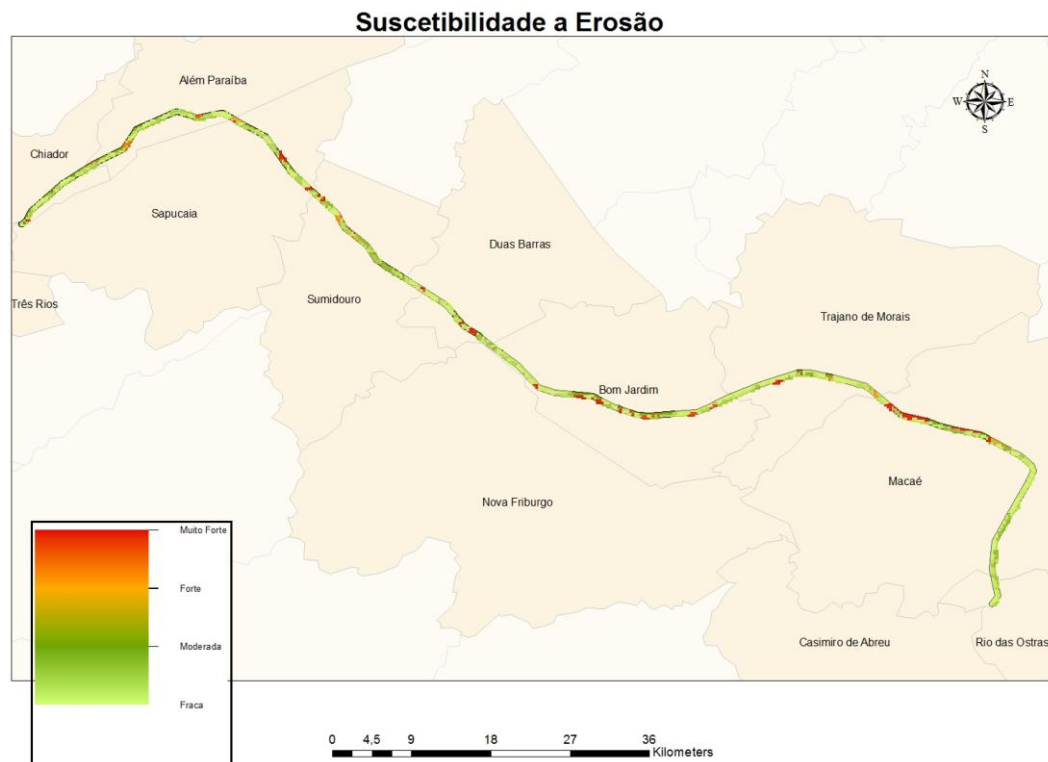 Suscetibilidade a Erosão
Além Paraíba
N
W
E
S
Chiador
Sapucaia
Duas Barras
Três Rios
Sumidouro
Trajano de Morais
Bom Jardim
Macaé
Nova Friburgo
Muito Forte
Forte
Moderada
Fraca
Casimiro de Abreu
Rio das Ostras
0 4,5 9 18 27 36
Kilometers